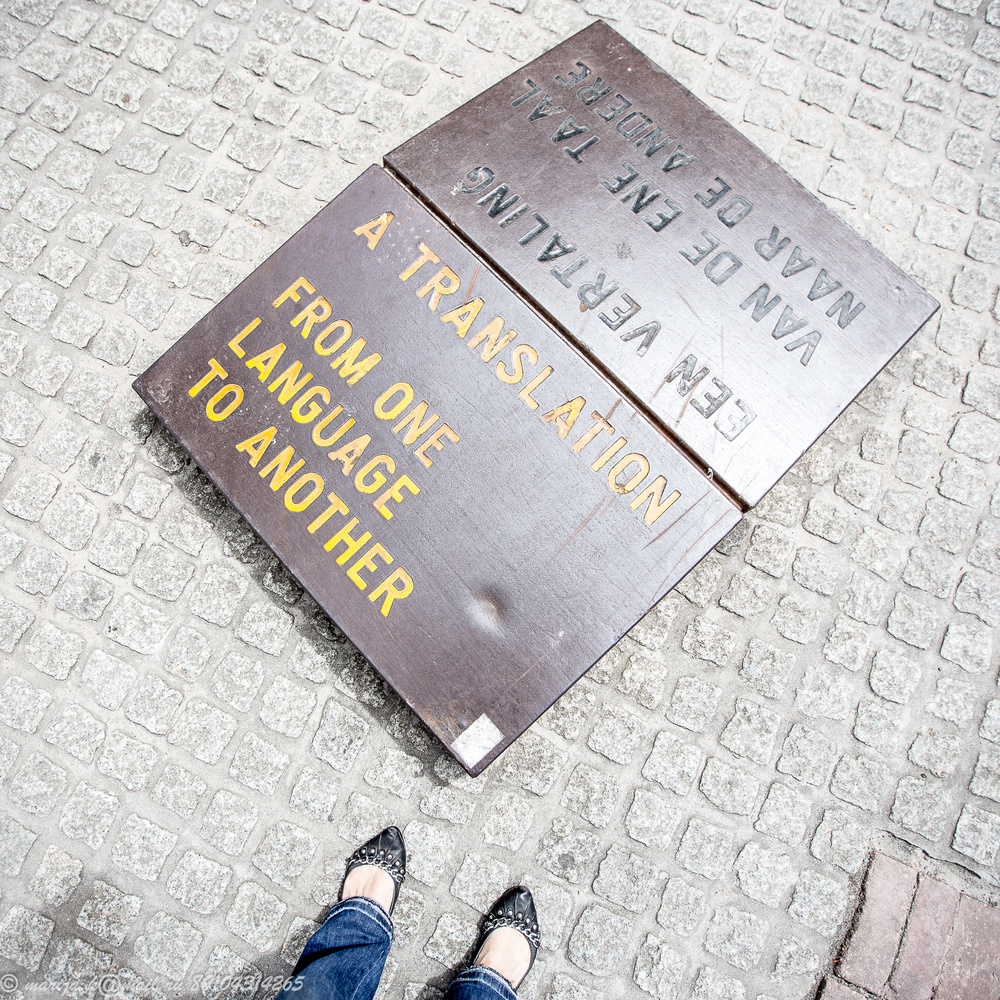 A TRANSLATION
FROM ONE
LANGUAGE
TO ANOTHER
EEN VERTALING
VAN DE ENE TAAL
NAAR DE ANDERE